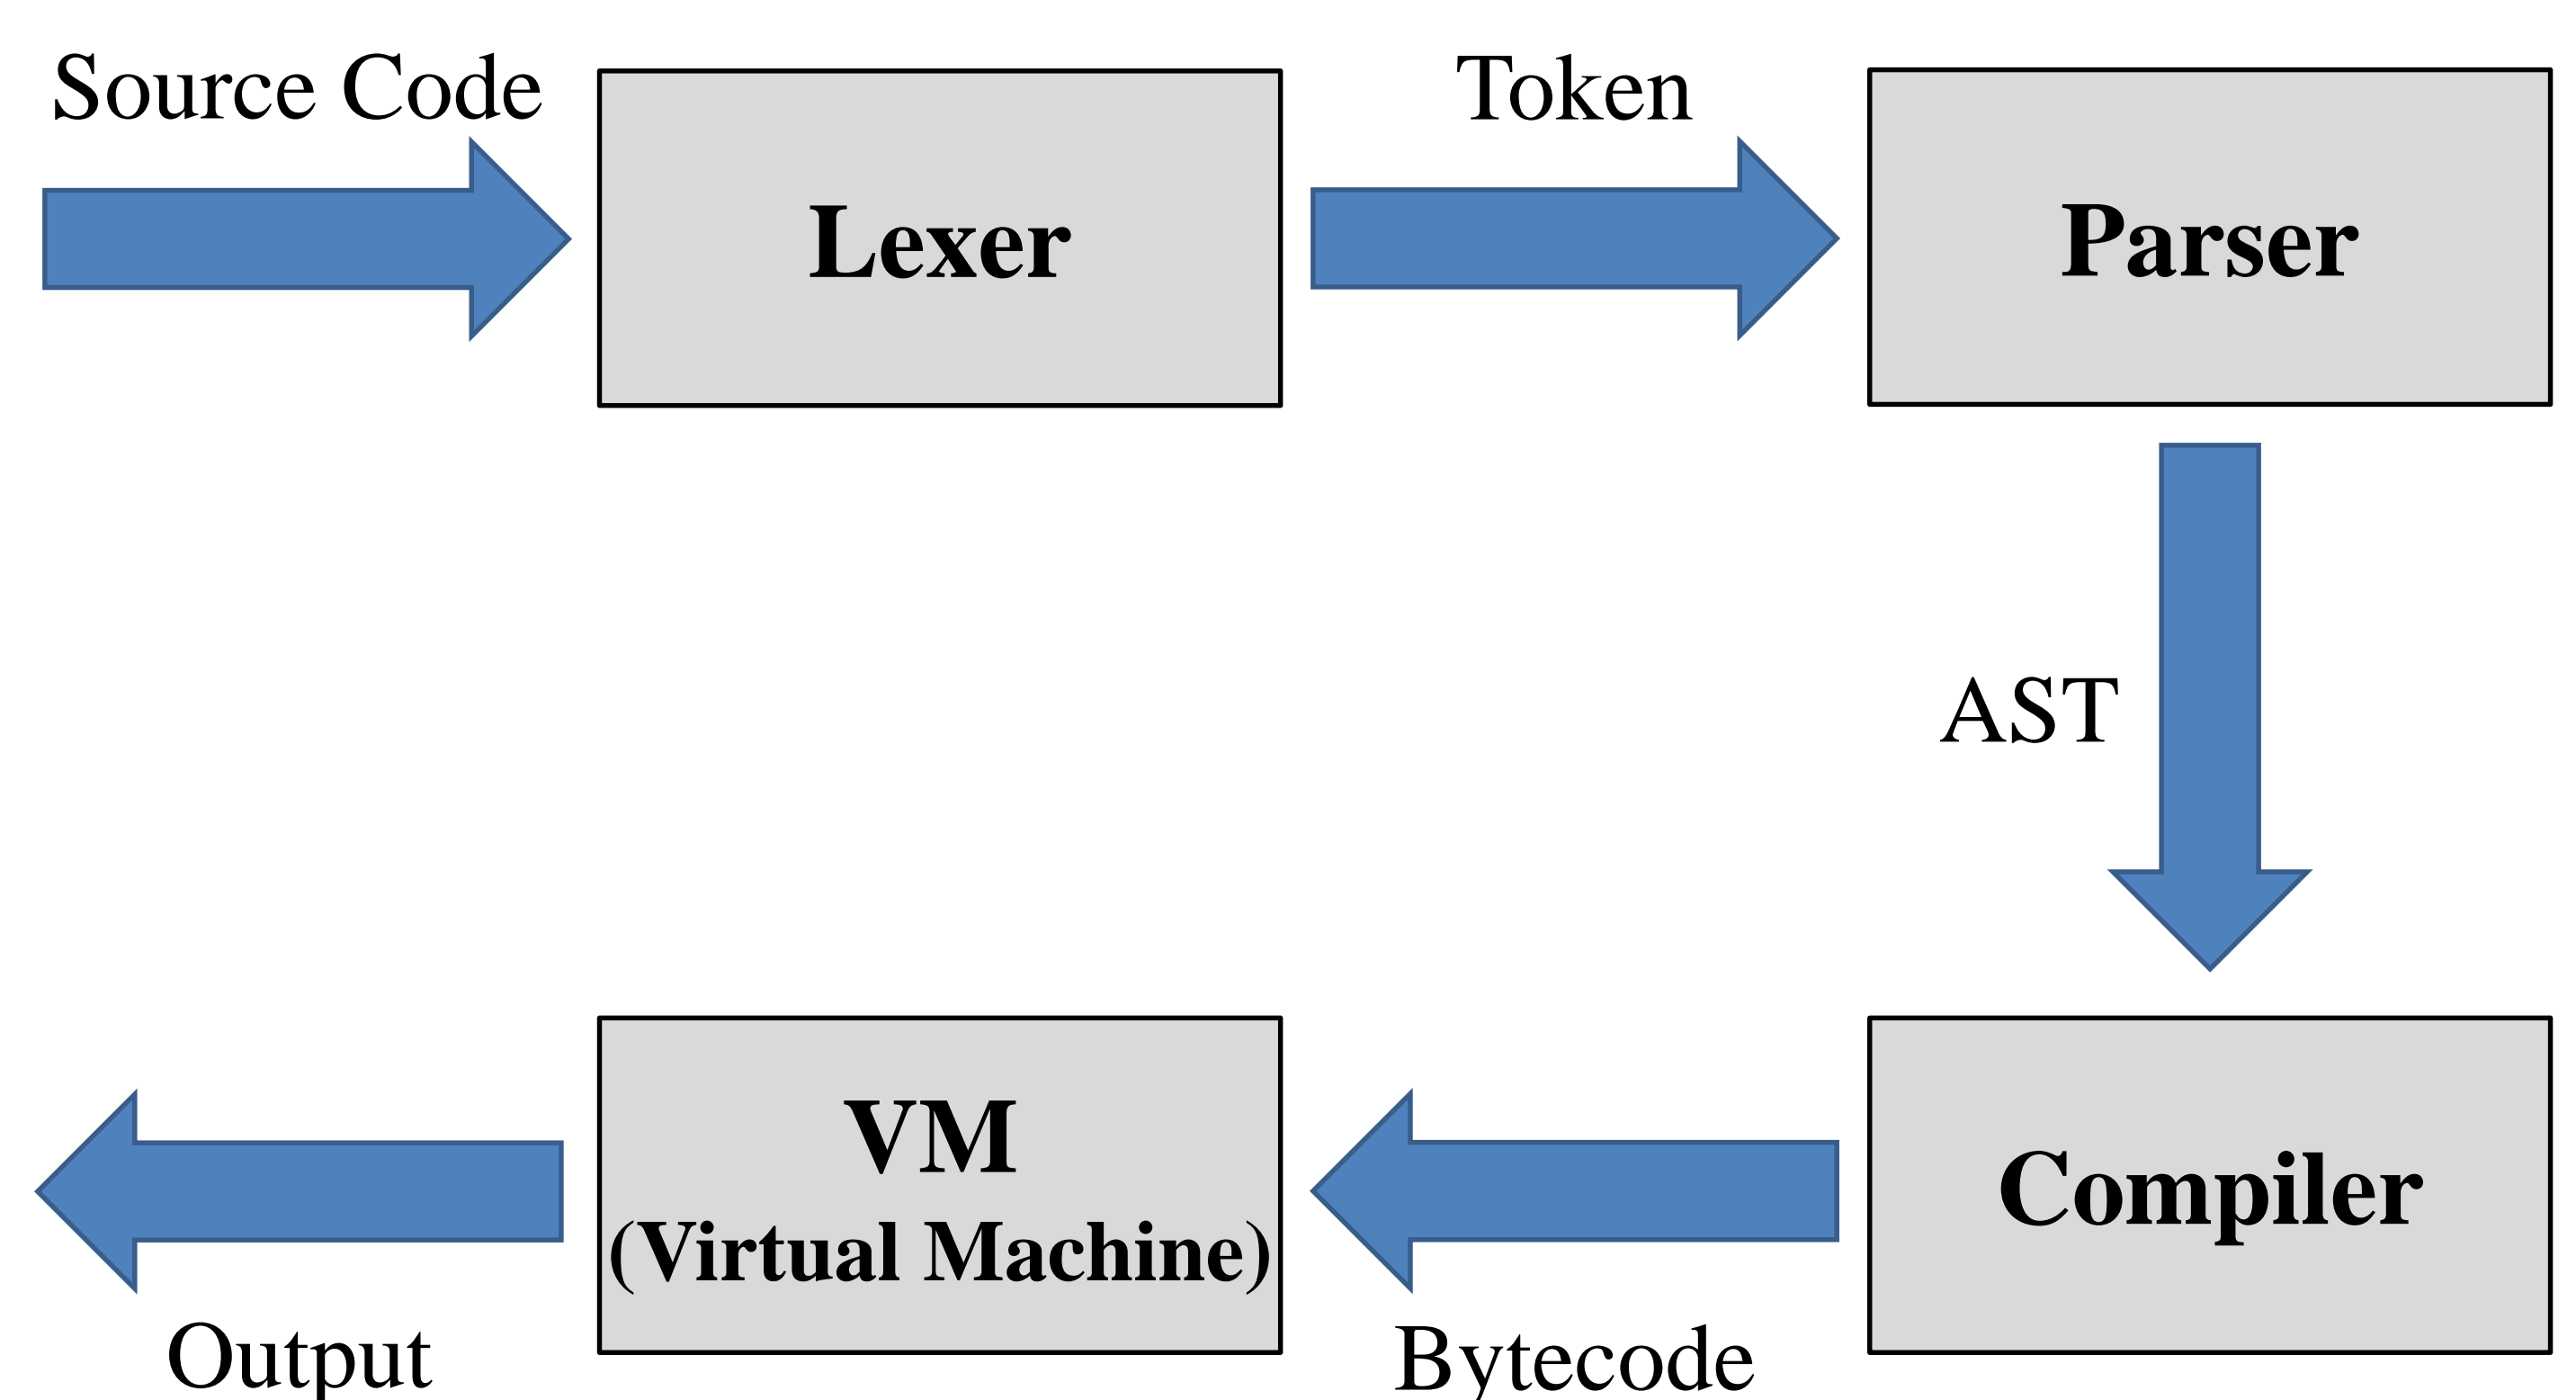 Source Code
Lexer
Token
Parser
AST
Compiler
Bytecode
VM
(Virtual Machine)
Output